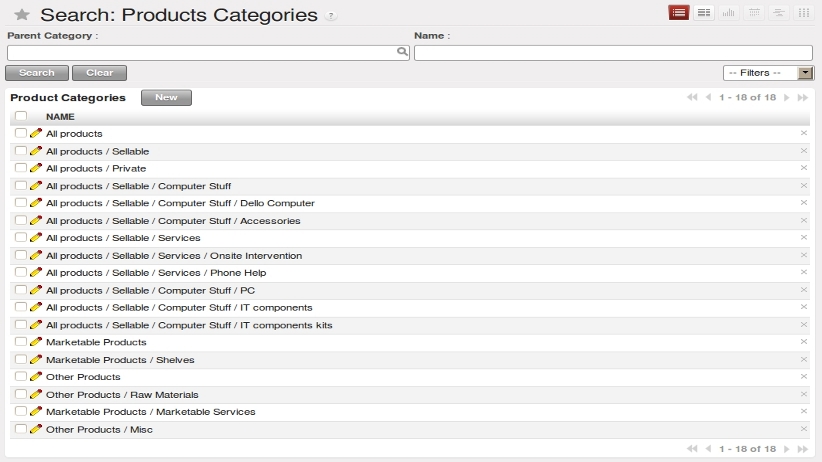 Search: Products Categories ?
Parent Category : Name :
Search Clear -- Filters --
Product Categories New 1 - 18 of 18
NAME
All products
All products / Sellable
All products / Private
All products / Sellable / Computer Stuff
All products / Sellable / Computer Stuff / Dello Computer
All products / Sellable / Computer Stuff / Accessories
All products / Sellable / Services
All products / Sellable / Services / Onsite Intervention
All products / Sellable / Services / Phone Help
All products / Sellable / Computer Stuff / PC
All products / Sellable / Computer Stuff / IT components
All products / Sellable / Computer Stuff / IT components kits
Marketable Products
Marketable Products / Shelves
Other Products
Other Products / Raw Materials
Marketable Products / Marketable Services
Other Products / Misc
1 - 18 of 18